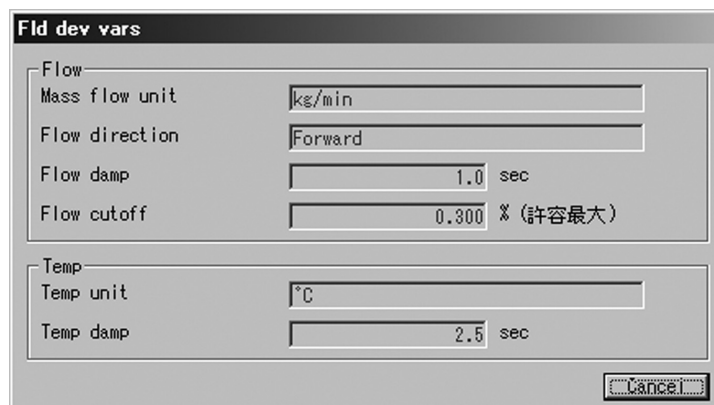 Fld dev vars
Flow
Mass flow unit kg/min
Flow direction Forward
Flow damp 1.0 sec
Flow cutoff 0.300 % (許容最大)
Temp
Temp unit °C
Temp damp 2.5 sec
Cancel